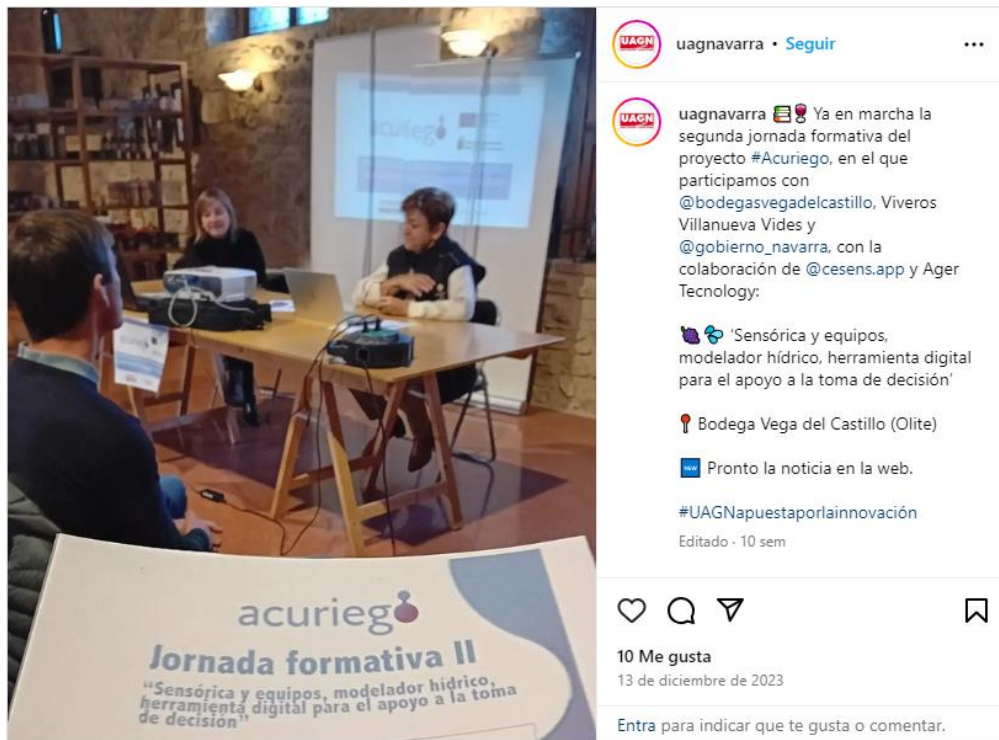 acuriego
acuriego
acuriego
Jornada formativa II
“Sensórica y equipos, modelador hídrico,
herramienta digital para el apoyo a la toma
de decisión”
UAGN
uagnavarra • Seguir
UAGN
uagnavarra Ya en marcha la
segunda jornada formativa del
proyecto #Acuriego, en el que
participamos con
@bodegasvegadelcastillo, Viveros
Villanueva Vides y
@gobierno_navarra, con la
colaboración de @cesens.app y Ager
Tecnology:
‘Sensórica y equipos,
modelador hídrico, herramienta digital
para el apoyo a la toma de decisión’
Bodega Vega del Castillo (Olite)
NEW Pronto la noticia en la web.
#UAGNapuestaporlainnovación
Editado · 10 sem
10 Me gusta
13 de diciembre de 2023
Entra para indicar que te gusta o comentar.